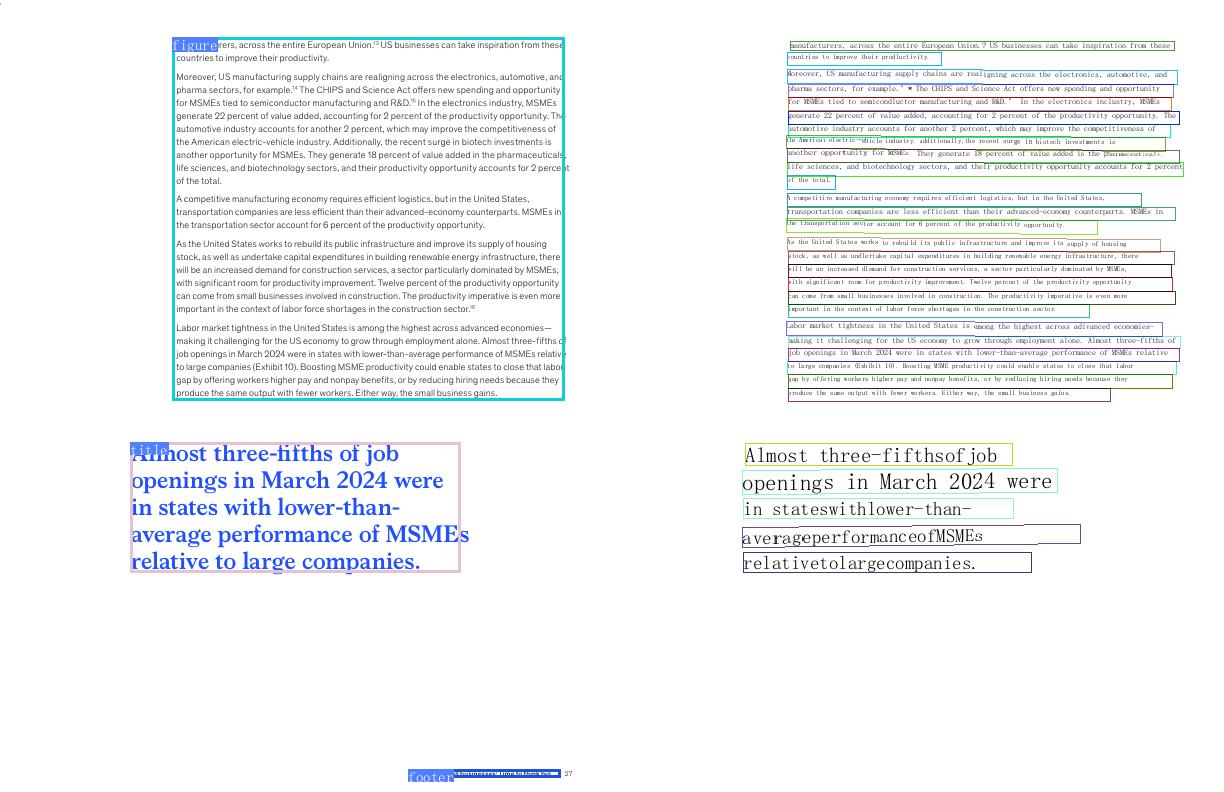 figure
rers, across the entire European Union.¹³ US businesses can take inspiration from these
countries to improve their productivity.
Moreover, US manufacturing supply chains are realigning across the electronics, automotive, and
pharma sectors, for example.¹⁴ The CHIPS and Science Act offers new spending and opportunity
for MSMEs tied to semiconductor manufacturing and R&D.¹⁵ In the electronics industry, MSMEs
generate 22 percent of value added, accounting for 2 percent of the productivity opportunity. The
automotive industry accounts for another 2 percent, which may improve the competitiveness of
the American electric-vehicle industry. Additionally, the recent surge in biotech investments is
another opportunity for MSMEs. They generate 18 percent of value added in the pharmaceuticals,
life sciences, and biotechnology sectors, and their productivity opportunity accounts for 2 percent
of the total.
A competitive manufacturing economy requires efficient logistics, but in the United States,
transportation companies are less efficient than their advanced-economy counterparts. MSMEs in
the transportation sector account for 6 percent of the productivity opportunity.
As the United States works to rebuild its public infrastructure and improve its supply of housing
stock, as well as undertake capital expenditures in building renewable energy infrastructure, there
will be an increased demand for construction services, a sector particularly dominated by MSMEs,
with significant room for productivity improvement. Twelve percent of the productivity opportunity
can come from small businesses involved in construction. The productivity imperative is even more
important in the context of labor force shortages in the construction sector.¹⁶
Labor market tightness in the United States is among the highest across advanced economies—
making it challenging for the US economy to grow through employment alone. Almost three-fifths of
job openings in March 2024 were in states with lower-than-average performance of MSMEs relative
to large companies (Exhibit 10). Boosting MSME productivity could enable states to close that labor
gap by offering workers higher pay and nonpay benefits, or by reducing hiring needs because they
produce the same output with fewer workers. Either way, the small business gains.
title
Almost three-fifths of job
openings in March 2024 were
in states with lower-than-
average performance of MSMEs
relative to large companies.
footer
businesses: Time to think big
27
manufacturers, across the entire European Union.? US businesses can take inspiration from these
countries to improve their prodluctivity.
Moreover, US manufacturing supply chains are realigning across the electronics, automotive, and
pharma sectors, for example.
The CHIPS and Science Act offers new spending and opportunity
for MSMEs tied to semicondluctor manufacturing and R&D." In the electronics inclustry, MSMEs
generate 22 percent of value added, accounting for 2 percent of the productivity opportunity. The
automotive industry accounts for another 2 percent, which may improve the competitiveness of
the American electric-vehicle industry. Additionally, the recent surge in biotech investments is
another opportunity for MSMEs They generate 18 percent of value added in the pharmaceuticals,
life sciences, and biotechnology sectors, and their productivity opportunity accounts for 2 percent
of the total.
A competitive manufacturing economy requires efficient logistics, but in the United States,
transportation companies are less efficient than their advanced-economy counterparts. MSMEs in
the transportation sector account for 6 percent of the productivity opportunity.
As the United States works to rebuild its public infrastructure and improve its supply of housing
stock, as well as undlertake capital expenditures in building renewable energy infrastructure, there
will be an increased dlemand for construction services, a sector particularly dominated by MSMEs,
with significant room for productivity improvement. Twelve percent of the productivity opportunity
can come from small businesses involved in construction. The productivity imperative is even more
important in the context of labor force shortages in the construction sector.
Labor market tightness in the United States is among the highest across adlvanced economies-
making it challenging for the US economy to grow through employment alone. Almost three-fifths of
job openings in March 2024 were in states with lower-than-average performance of MSMEs relative
to large companies (Exhibit 10). Boosting MSME productivity could enable states to close that labor
gap by offering workers higher pay and nonpay benefits, or by redlucing hiring needs because they
produce the same output with fewer workers. Either way, the small business gains.
Almost three-fifthsofjob
openings in March 2024 were
in stateswithlower-than-
averageperformanceofMSMEs
relativetolargecompanies.